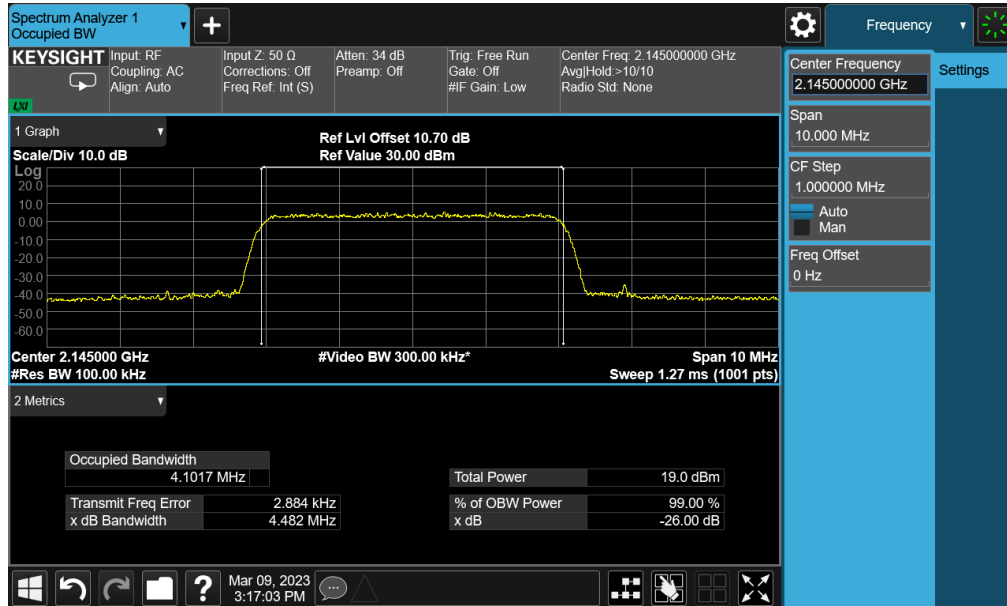 Spectrum Analyzer 1
Occupied BW
+
Frequency
KEYSIGHT
LXI
Input: RF
Coupling: AC
Align: Auto
Input Z: 50 Ω
Corrections: Off
Freq Ref: Int (S)
Atten: 34 dB
Preamp: Off
Trig: Free Run
Gate: Off
#IF Gain: Low
Center Freq: 2.145000000 GHz
Avg|Hold:>10/10
Radio Std: None
Center Frequency
2.145000000 GHz
Settings
Span
10.000 MHz
CF Step
1.000000 MHz
Auto
Man
Freq Offset
0 Hz
1 Graph
Scale/Div 10.0 dB
Ref Lvl Offset 10.70 dB
Ref Value 30.00 dBm
Log
20.0
10.0
0.00
-10.0
-20.0
-30.0
-40.0
-50.0
-60.0
Center 2.145000 GHz
#Res BW 100.00 kHz
#Video BW 300.00 kHz*
Span 10 MHz
Sweep 1.27 ms (1001 pts)
2 Metrics
Occupied Bandwidth
4.1017 MHz
Total Power 19.0 dBm
Transmit Freq Error 2.884 kHz
% of OBW Power 99.00 %
x dB Bandwidth 4.482 MHz
x dB -26.00 dB
?
Mar 09, 2023
3:17:03 PM